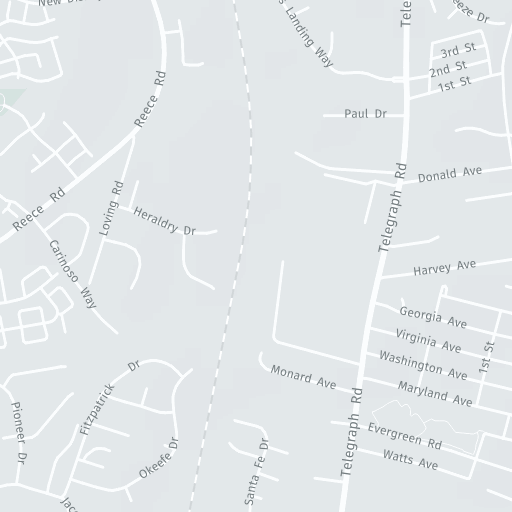 Landing Way
Telegraph Rd
3rd St
2nd St
1st St
Reece Rd
Paul Dr
Donald Ave
Reece Rd
Loving Rd
Heraldry Dr
Telegraph Rd
Carinoso Way
Harvey Ave
Georgia Ave
Virginia Ave
1st St
Washington Ave
Maryland Ave
Monard Ave
Fitzpatrick Dr
Pioneer Dr
Okeefe Dr
Santa Fe Dr
Telegraph Rd
Evergreen Rd
Watts Ave